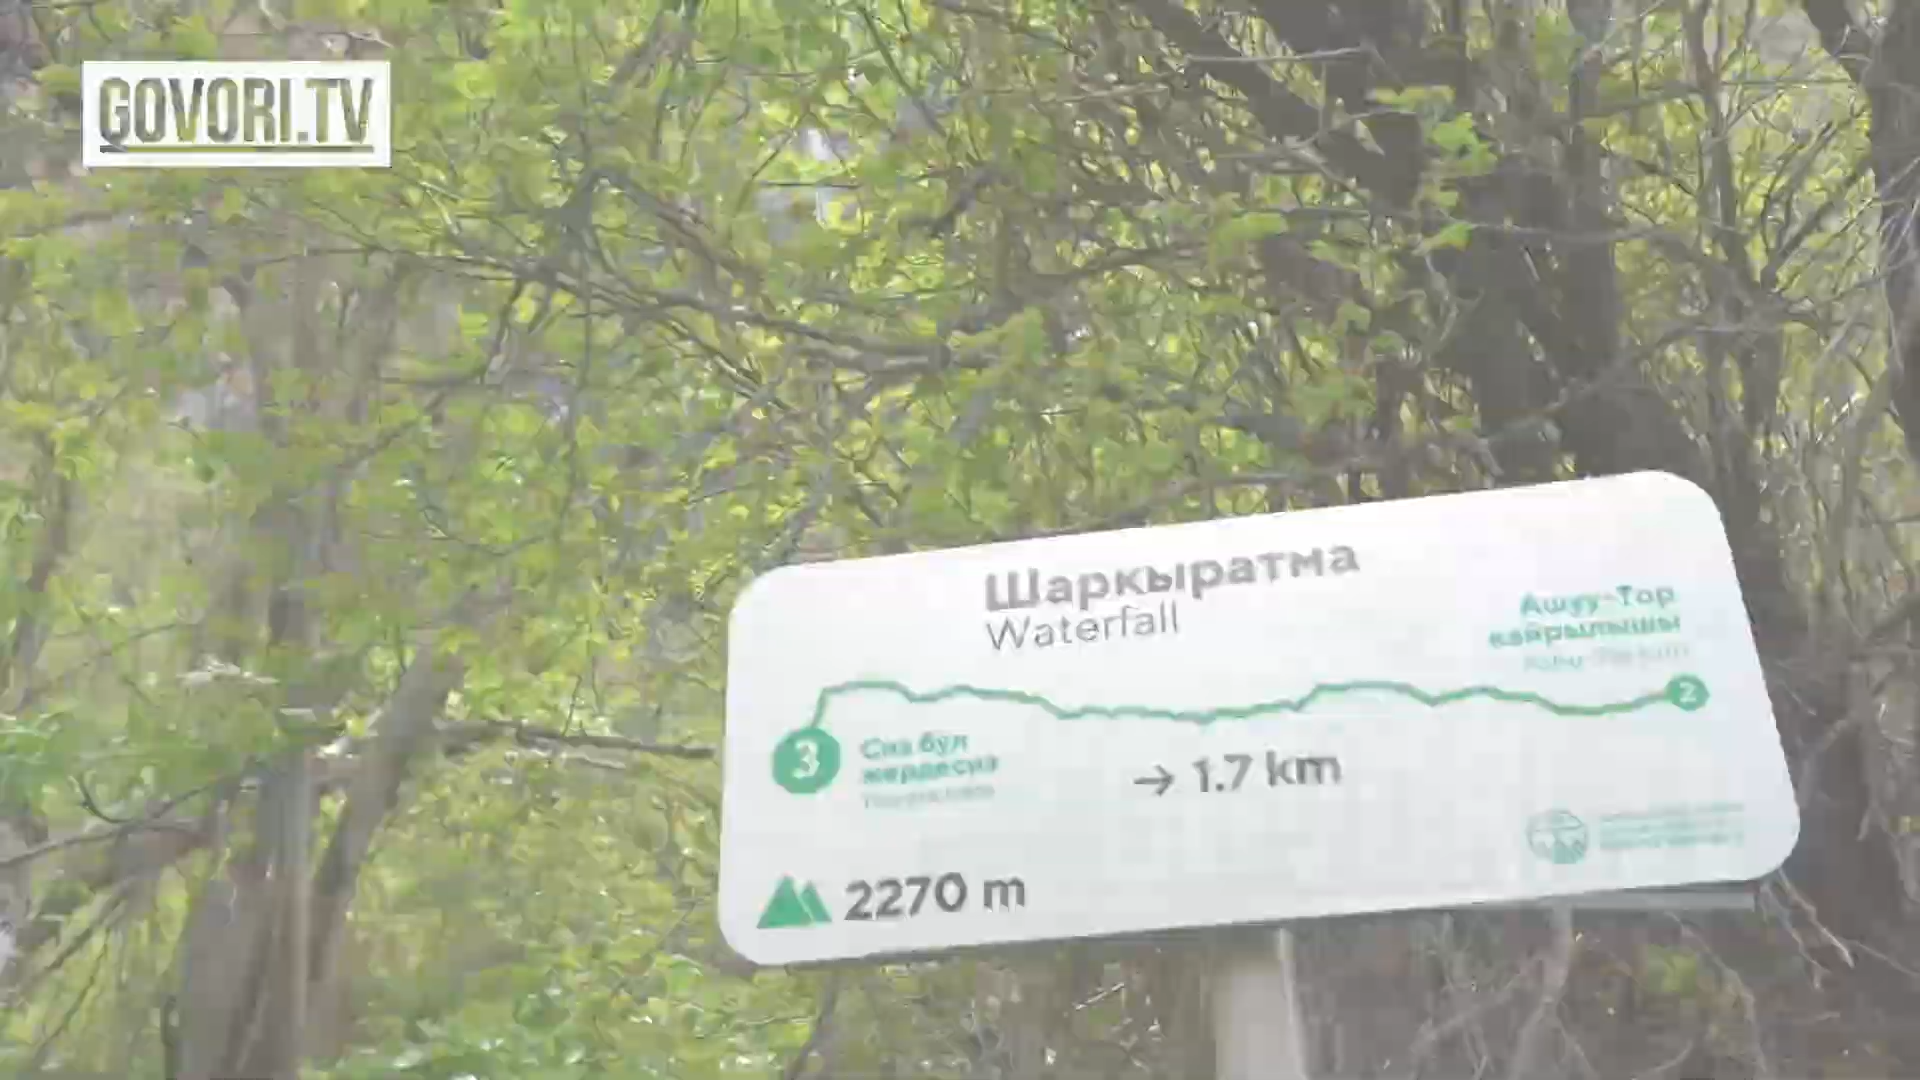 GOVORI.TV
Шаркыратма
Waterfall
Ашуу-Тор
кайрылышы
2
3
Сиз бул
жердесиз
→ 1.7 km
2270 m